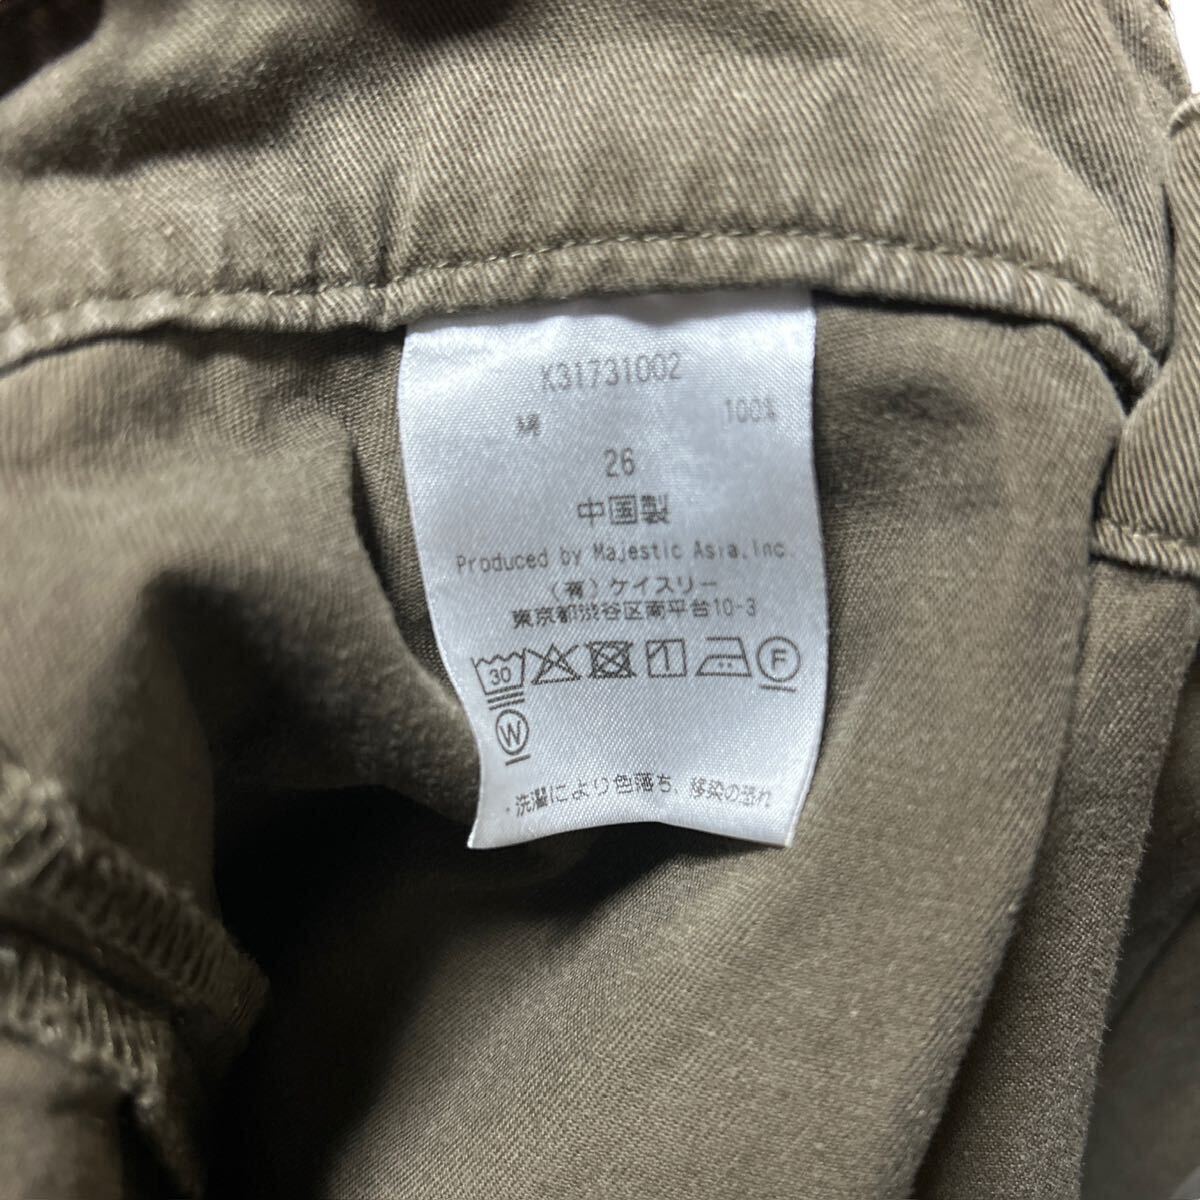 K31731002
綿 100%
26
中国製
Produced by Majestic Asia.Inc.
(有)ケイスリー
東京都渋谷区南平台10-3
30 1 F
W
・洗濯により色落ち、移染の恐れ